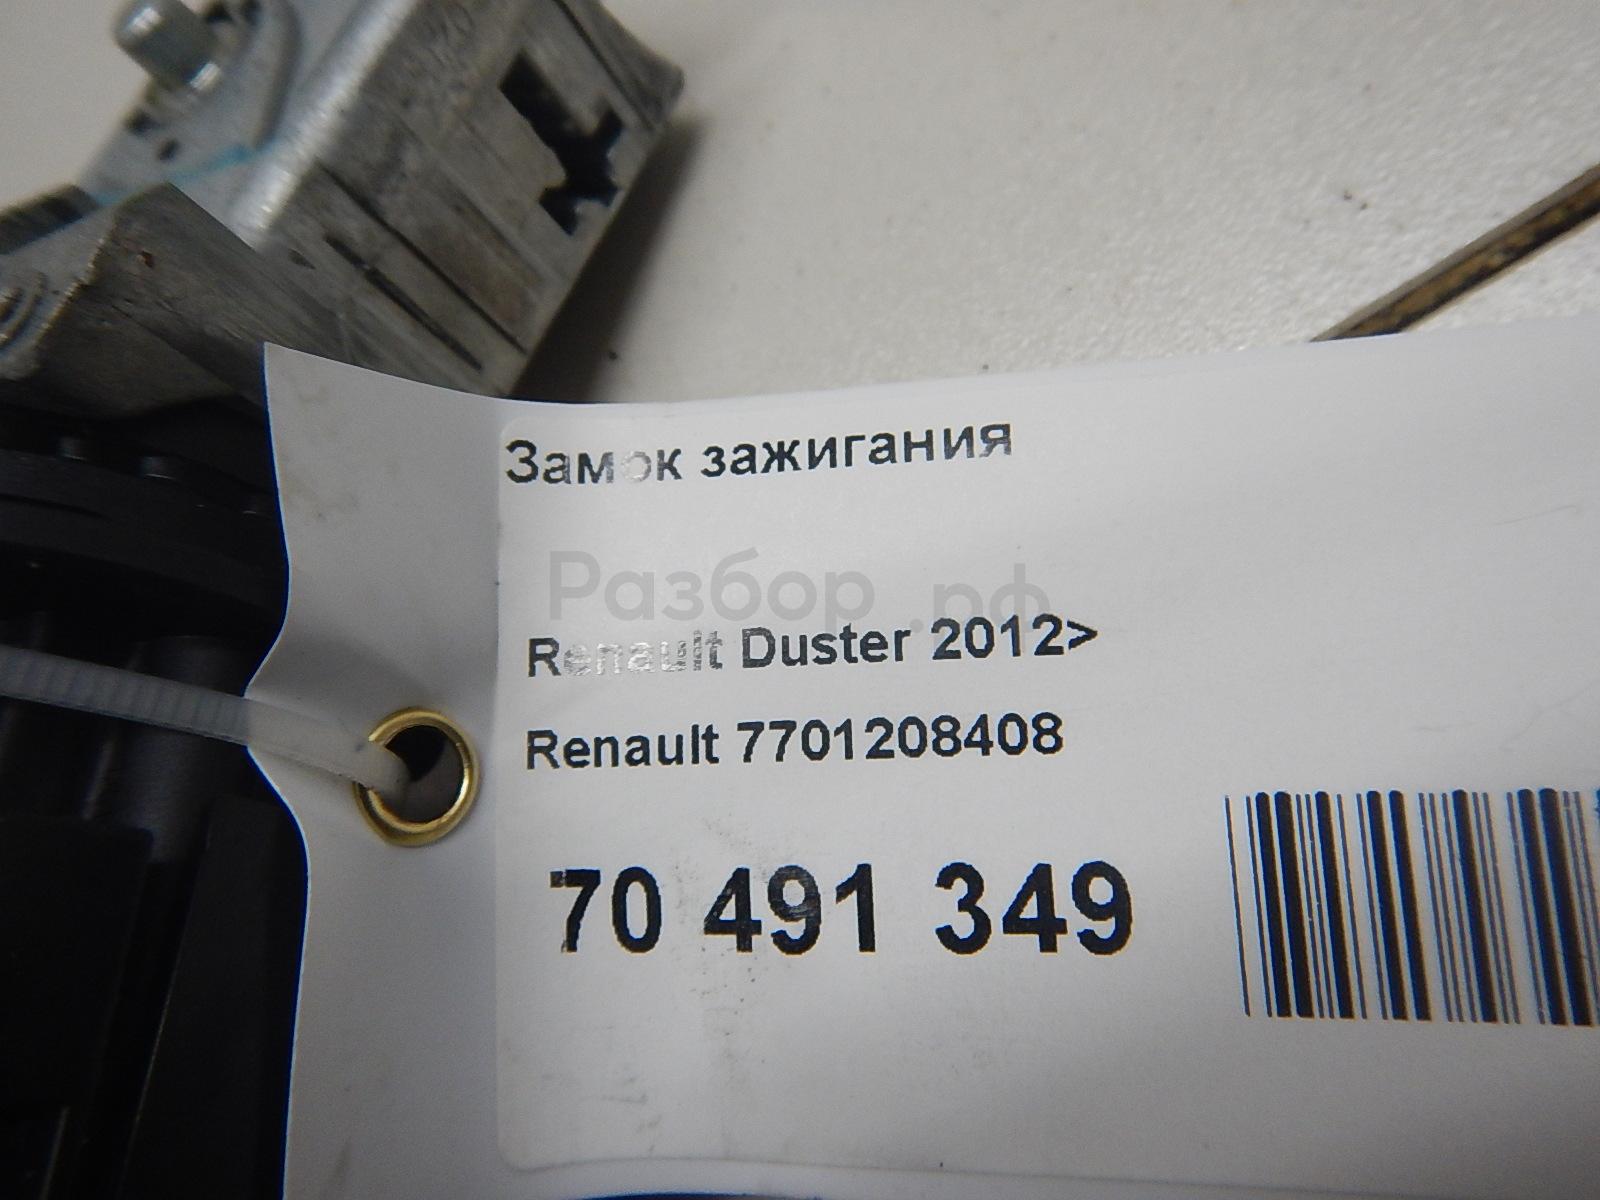 Замок зажигания
Разбор.рф
Renault Duster 2012>
Renault 7701208408
70 491 349